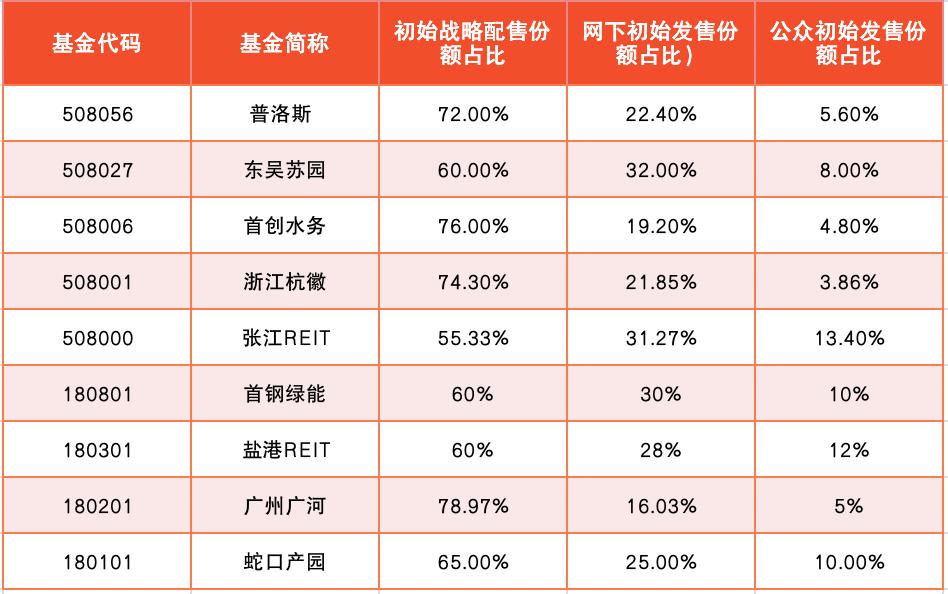 基金代码 基金简称 初始战略配售份 网下初始发售份 公众初始发售份
额占比 额占比） 额占比
508056 普洛斯 72.00% 22.40% 5.60%
508027 东吴苏园 60.00% 32.00% 8.00%
508006 首创水务 76.00% 19.20% 4.80%
508001 浙江杭徽 74.30% 21.85% 3.86%
508000 张江REIT 55.33% 31.27% 13.40%
180801 首钢绿能 60% 30% 10%
180301 盐港REIT 60% 28% 12%
180201 广州广河 78.97% 16.03% 5%
180101 蛇口产园 65.00% 25.00% 10.00%